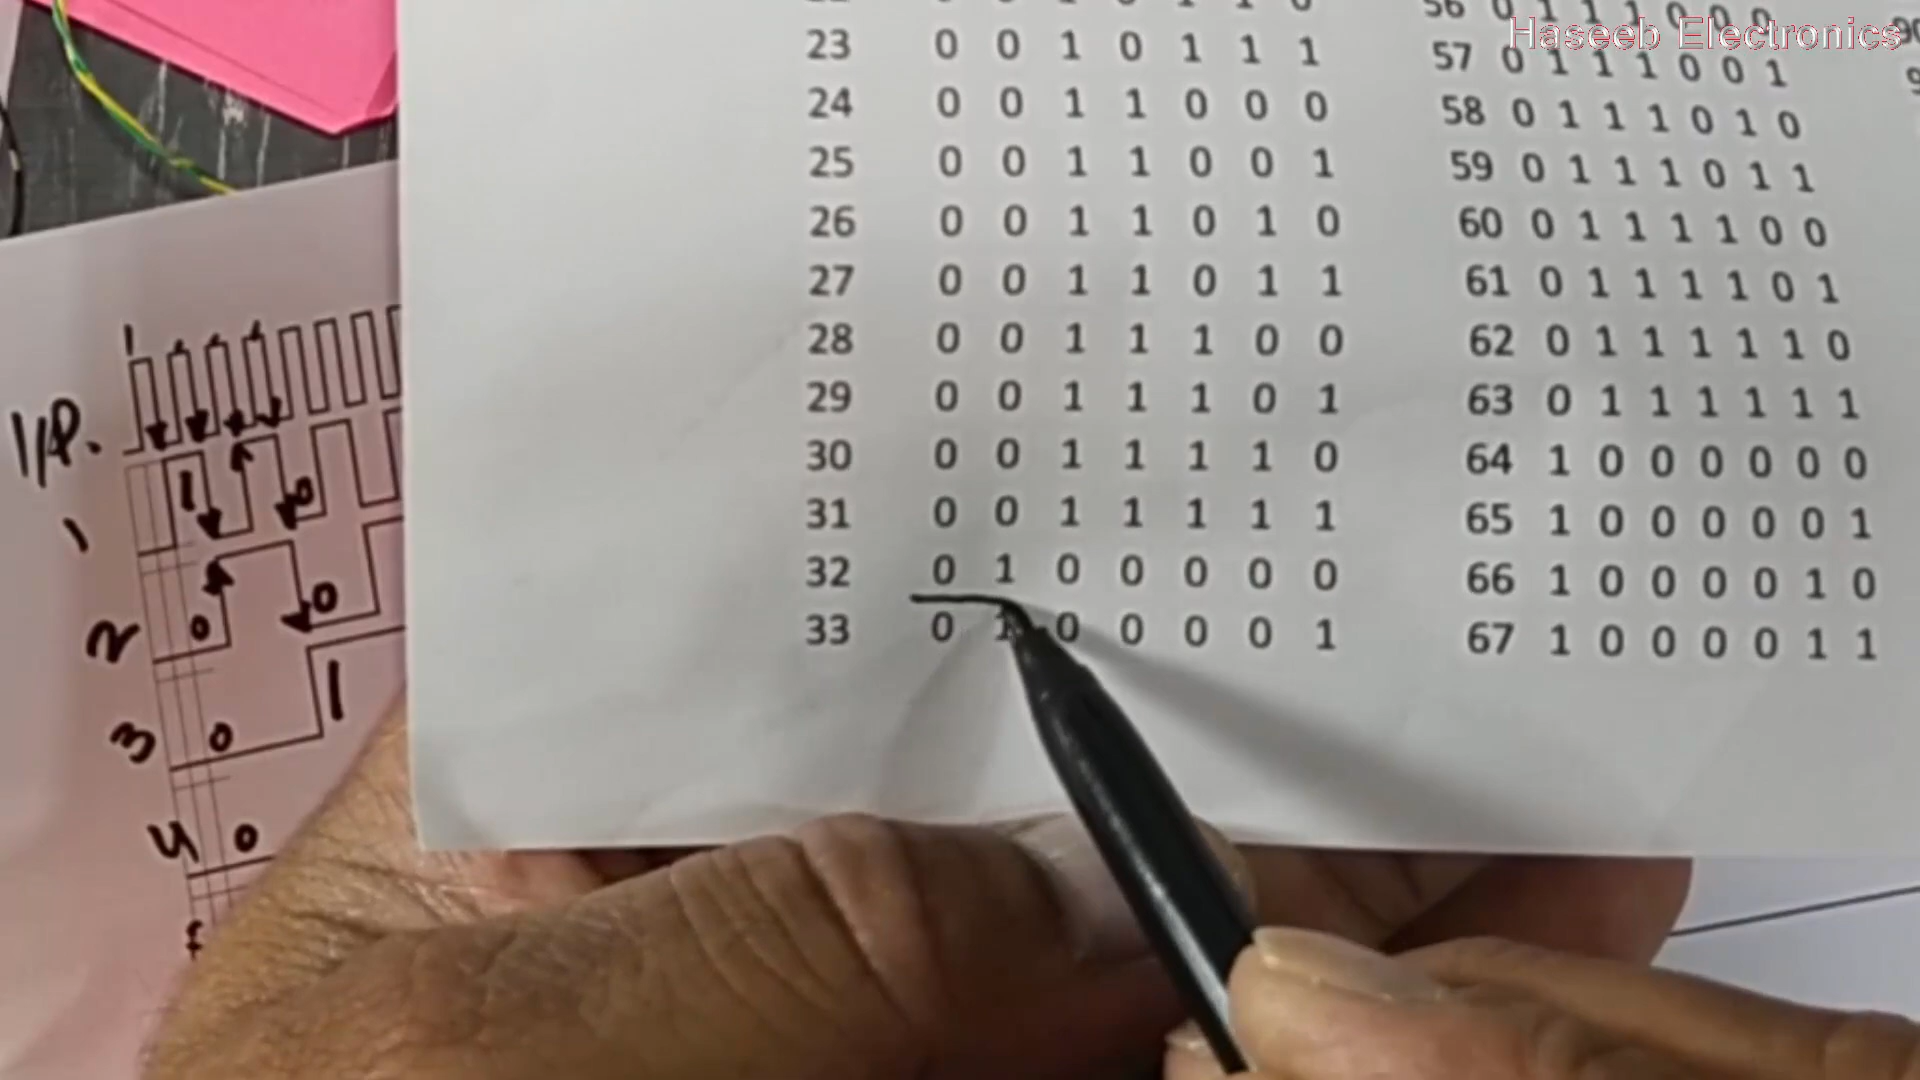 Haseeb Electronics
23 0 0 1 0 1 1 1
24 0 0 1 1 0 0 0
25 0 0 1 1 0 0 1
26 0 0 1 1 0 1 0
27 0 0 1 1 0 1 1
28 0 0 1 1 1 0 0
29 0 0 1 1 1 0 1
30 0 0 1 1 1 1 0
31 0 0 1 1 1 1 1
32 0 1 0 0 0 0 0
33 0 1 0 0 0 0 1
56 0 1 1 1 0 0 0
57 0 1 1 1 0 0 1
58 0 1 1 1 0 1 0
59 0 1 1 1 0 1 1
60 0 1 1 1 1 0 0
61 0 1 1 1 1 0 1
62 0 1 1 1 1 1 0
63 0 1 1 1 1 1 1
64 1 0 0 0 0 0 0
65 1 0 0 0 0 0 1
66 1 0 0 0 0 1 0
67 1 0 0 0 0 1 1
I/P.
1 1 0
2 0 0
3 0 1
4 0